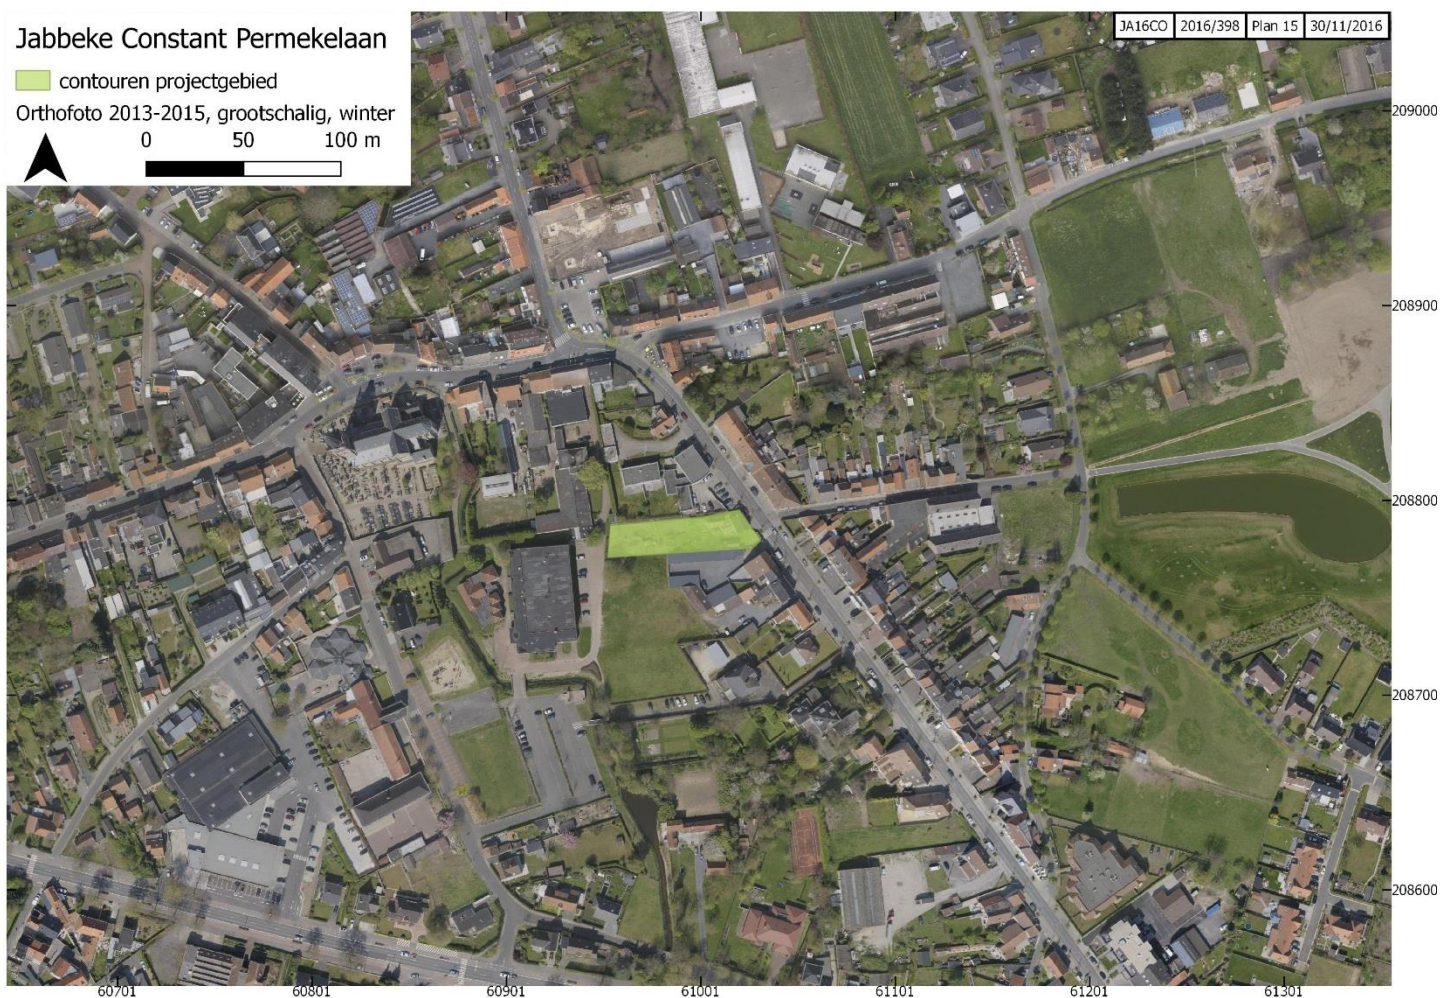 Jabbeke Constant Permekelaan
contouren projectgebied
Orthofoto 2013-2015, grootschalig, winter
0 50 100 m
JA16CO 2016/398 Plan 15 30/11/2016
209000
208900
208800
208700
208600
60701 60801 60901 61001 61101 61201 61301